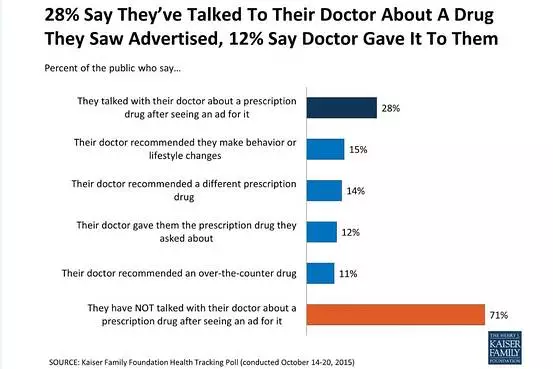 28% Say They've Talked To Their Doctor About A Drug
They Saw Advertised, 12% Say Doctor Gave It To Them
Percent of the public who say…
They talked with their doctor about a prescription
drug after seeing an ad for it
28%
Their doctor recommended they make behavior or
lifestyle changes
15%
Their doctor recommended a different prescription
drug
14%
Their doctor gave them the prescription drug they
asked about
12%
Their doctor recommended an over-the-counter drug
11%
They have NOT talked with their doctor about a
prescription drug after seeing an ad for it
71%
SOURCE: Kaiser Family Foundation Health Tracking Poll (conducted October 14-20, 2015)
THE HENRY J.
KAISER
FAMILY
FOUNDATION